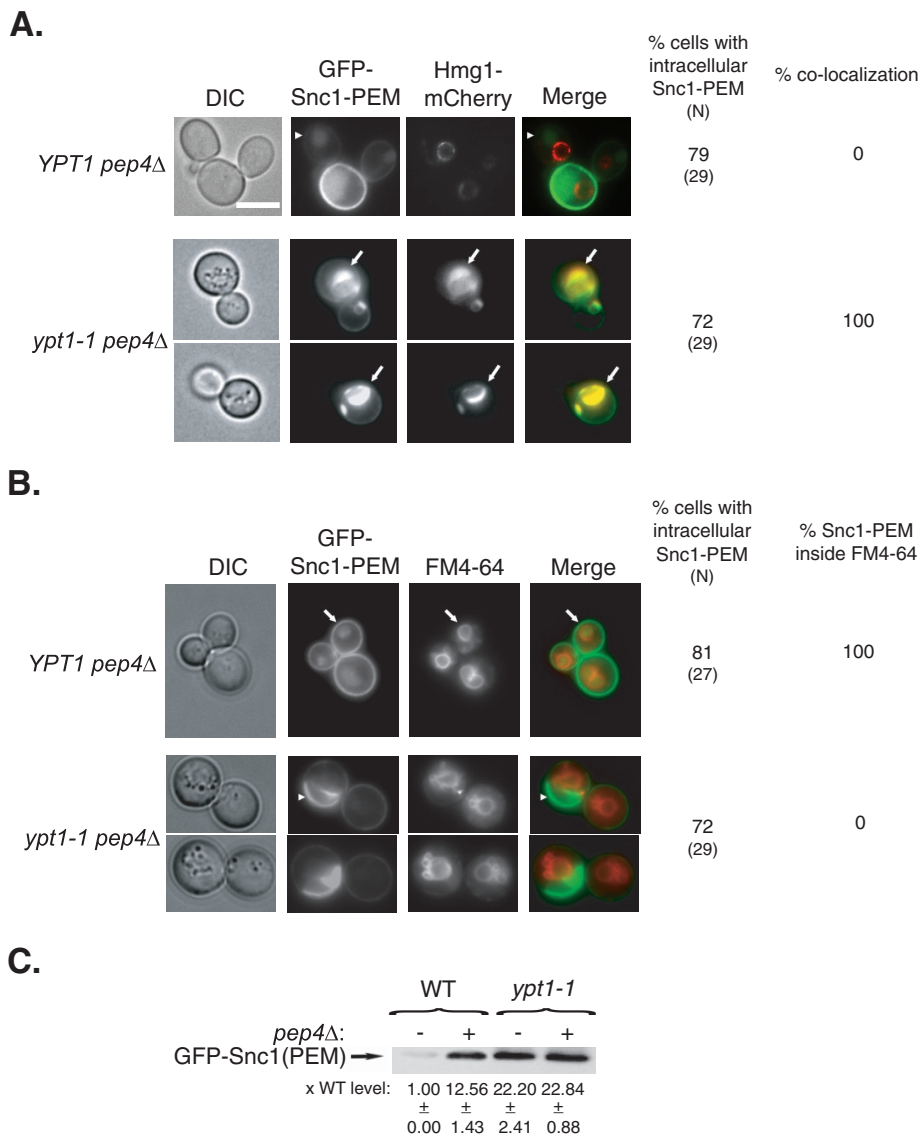 A.
% cells with
intracellular
Snc1-PEM
(N)
% co-localization
DIC
GFP-
Snc1-PEM
Hmg1-
mCherry
Merge
YPT1 pep4Δ
79
(29)
0
ypt1-1 pep4Δ
72
(29)
100
B.
% cells with
intracellular
Snc1-PEM
(N)
% Snc1-PEM
inside FM4-64
DIC
GFP-
Snc1-PEM
FM4-64
Merge
YPT1 pep4Δ
81
(27)
100
ypt1-1 pep4Δ
72
(29)
0
C.
WT ypt1-1
pep4Δ: - + - +
GFP-Snc1(PEM)
x WT level: 1.00 12.56 22.20 22.84
± ± ± ±
0.00 1.43 2.41 0.88